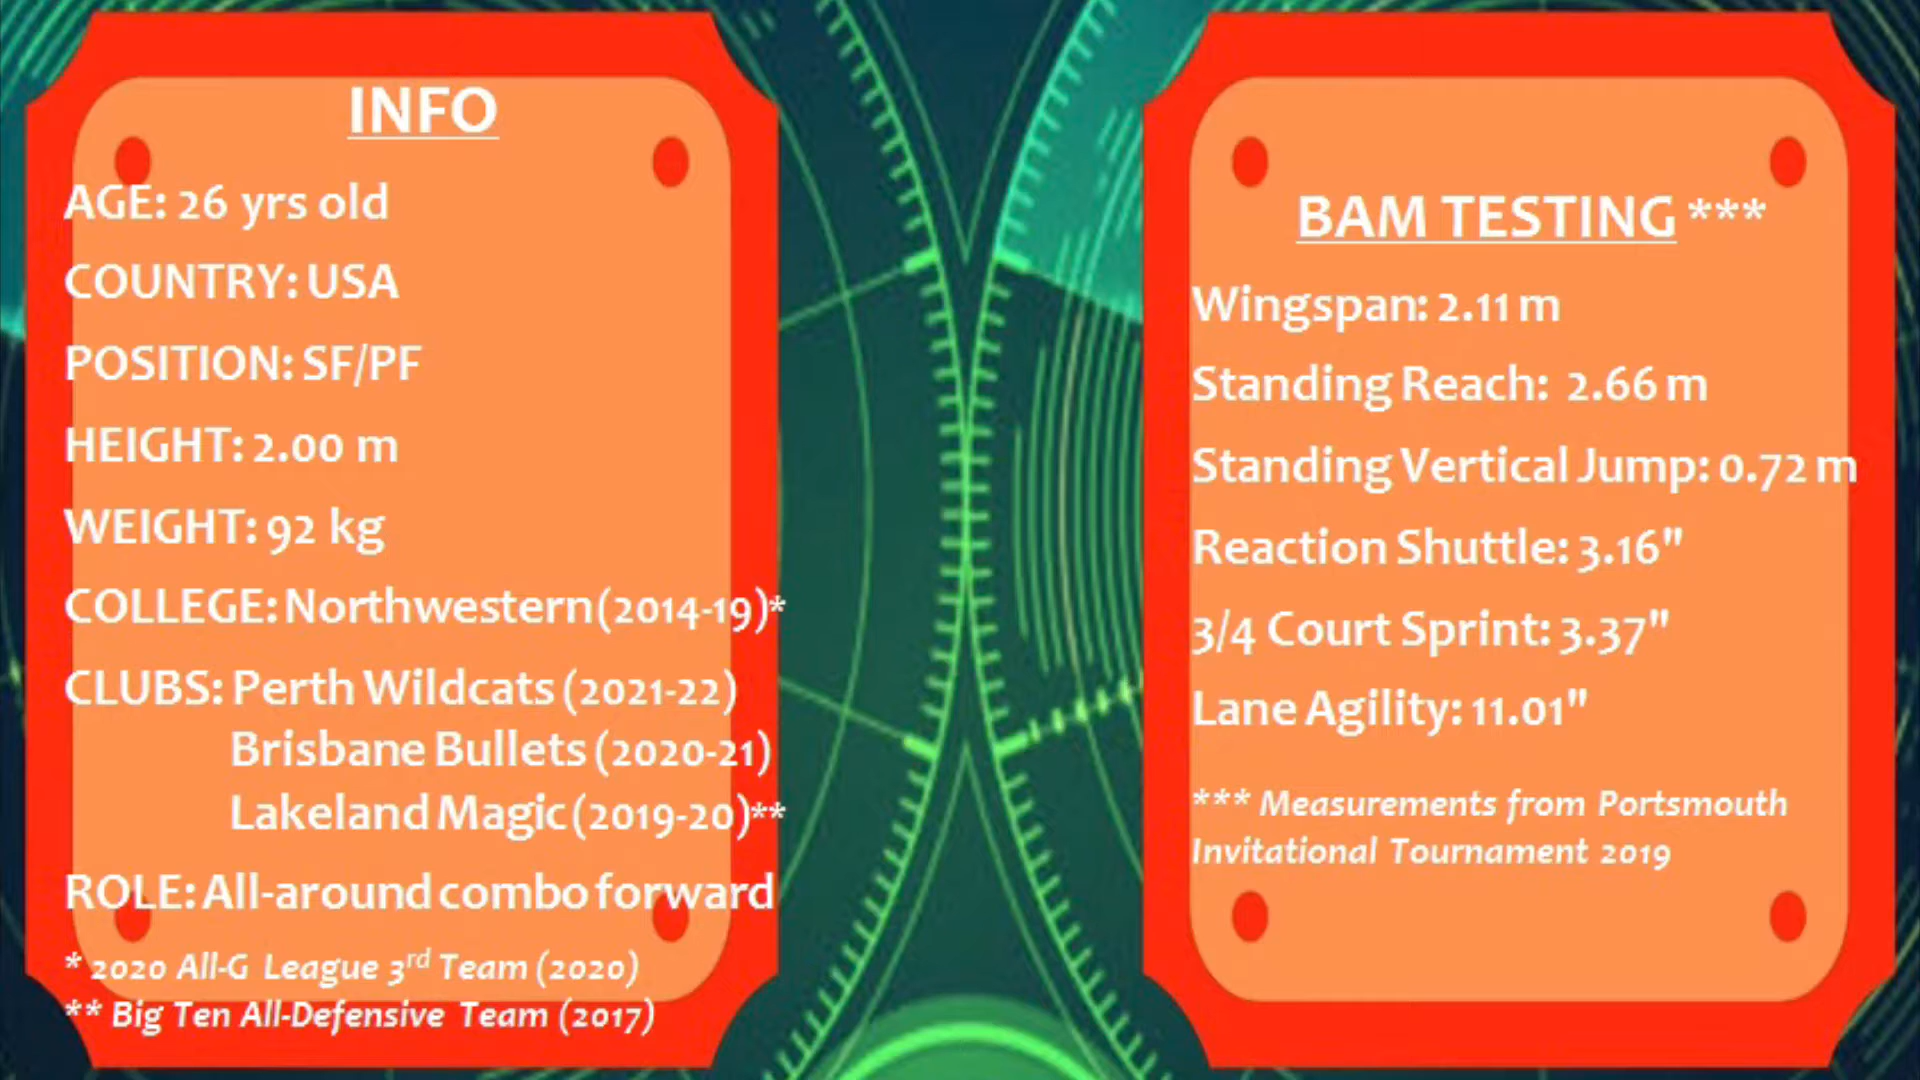 INFO
AGE: 26 yrs old
COUNTRY: USA
POSITION: SF/PF
HEIGHT: 2.00 m
WEIGHT: 92 kg
COLLEGE: Northwestern (2014-19)*
CLUBS: Perth Wildcats (2021-22)
Brisbane Bullets (2020-21)
Lakeland Magic (2019-20)**
ROLE: All-around combo forward
* 2020 All-G League 3rd Team (2020)
** Big Ten All-Defensive Team (2017)
BAM TESTING ***
Wingspan: 2.11 m
Standing Reach: 2.66 m
Standing Vertical Jump: 0.72 m
Reaction Shuttle: 3.16"
3/4 Court Sprint: 3.37"
Lane Agility: 11.01"
*** Measurements from Portsmouth
Invitational Tournament 2019